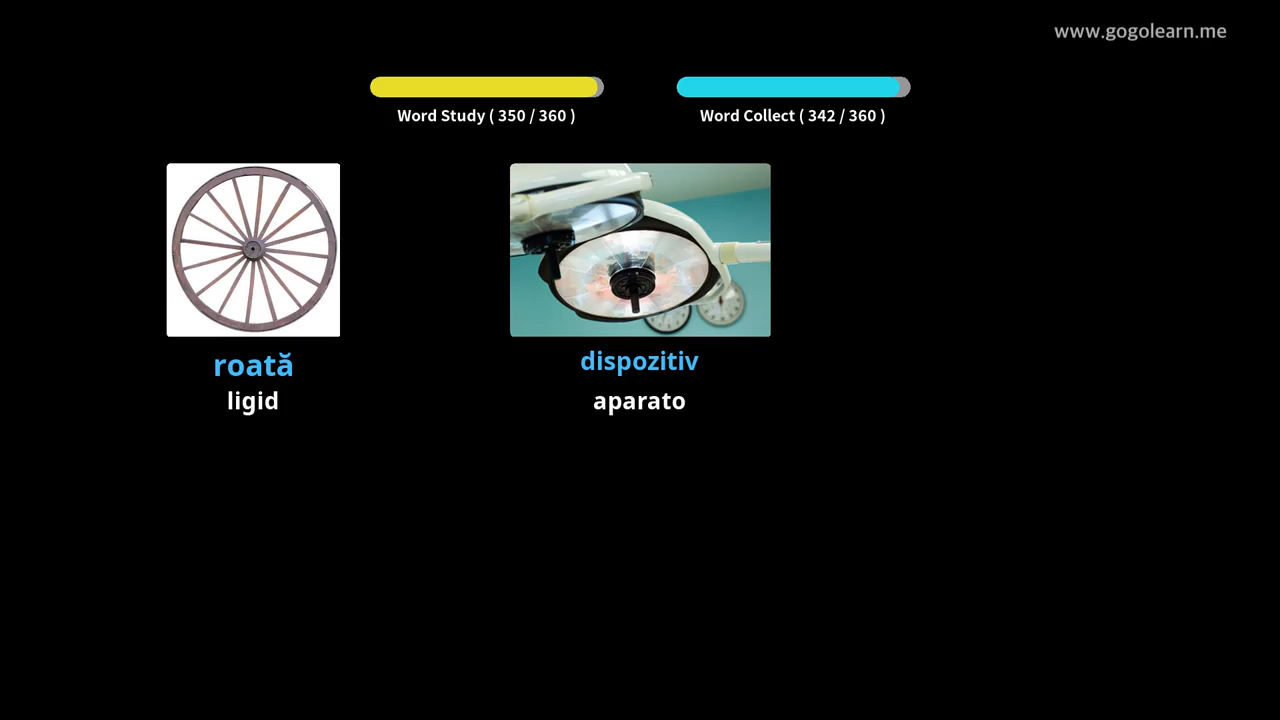 www.gogolearn.me
Word Study ( 350 / 360 )
Word Collect ( 342 / 360 )
roată
ligid
dispozitiv
aparato